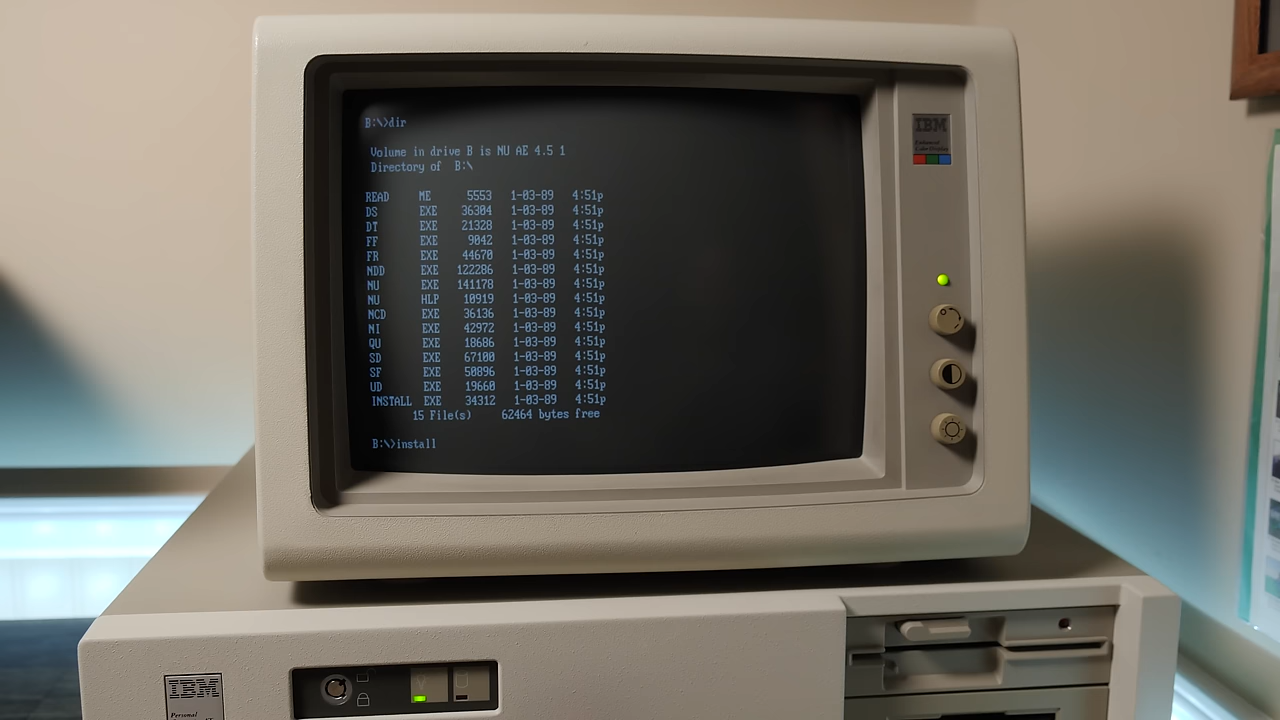 B:\>dir
Volume in drive B is NU AE 4.5 1
Directory of B:\
READ ME 5553 1-03-89 4:51p
DS EXE 36304 1-03-89 4:51p
DT EXE 21328 1-03-89 4:51p
FF EXE 9042 1-03-89 4:51p
FR EXE 44670 1-03-89 4:51p
NDD EXE 122286 1-03-89 4:51p
NU EXE 141178 1-03-89 4:51p
NU HLP 10919 1-03-89 4:51p
NCD EXE 36136 1-03-89 4:51p
NI EXE 42972 1-03-89 4:51p
QU EXE 18686 1-03-89 4:51p
SD EXE 67100 1-03-89 4:51p
SF EXE 50896 1-03-89 4:51p
UD EXE 19660 1-03-89 4:51p
INSTALL EXE 34312 1-03-89 4:51p
15 File(s) 62464 bytes free
B:\>install
IBM
Enhanced
Color Display
IBM
Personal